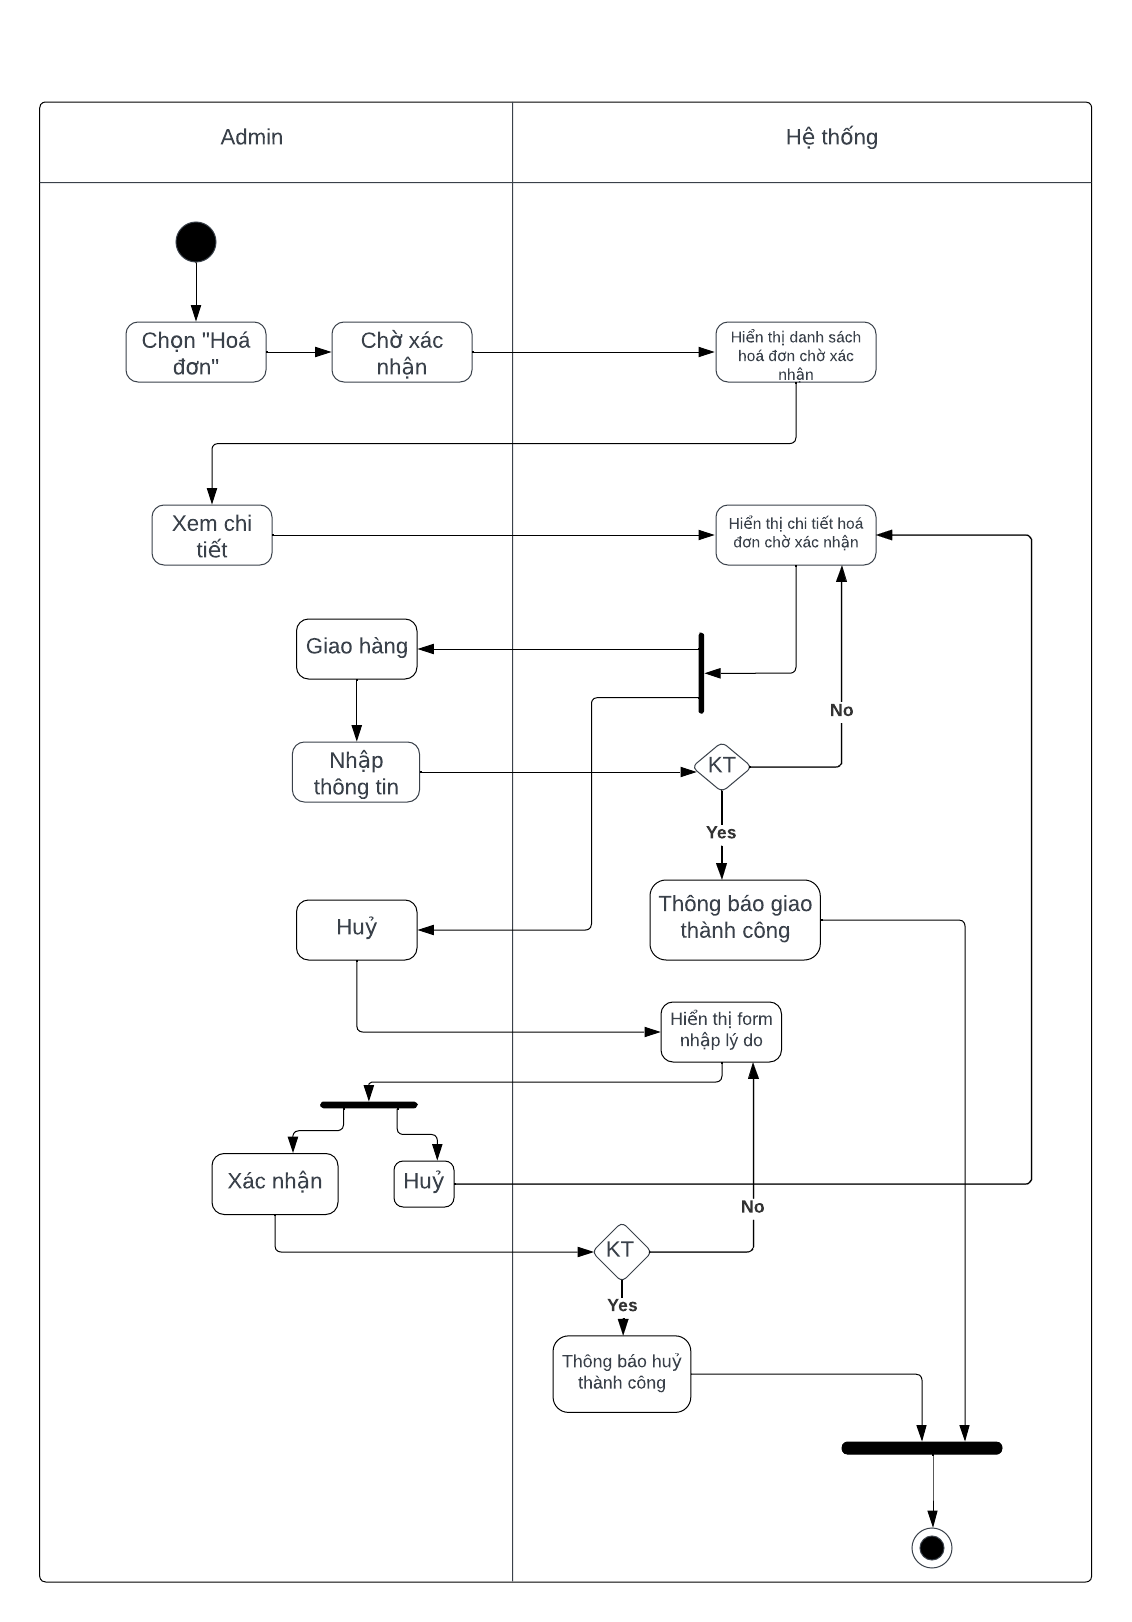 Admin
Hệ thống
Chọn "Hoá
đơn"
Chờ xác
nhận
Hiển thị danh sách
hoá đơn chờ xác
nhận
Xem chi
tiết
Hiển thị chi tiết hoá
đơn chờ xác nhận
Giao hàng
No
Nhập
thông tin
KT
Yes
Thông báo giao
thành công
Huỷ
Hiển thị form
nhập lý do
Xác nhận
Huỷ
No
KT
Yes
Thông báo huỷ
thành công